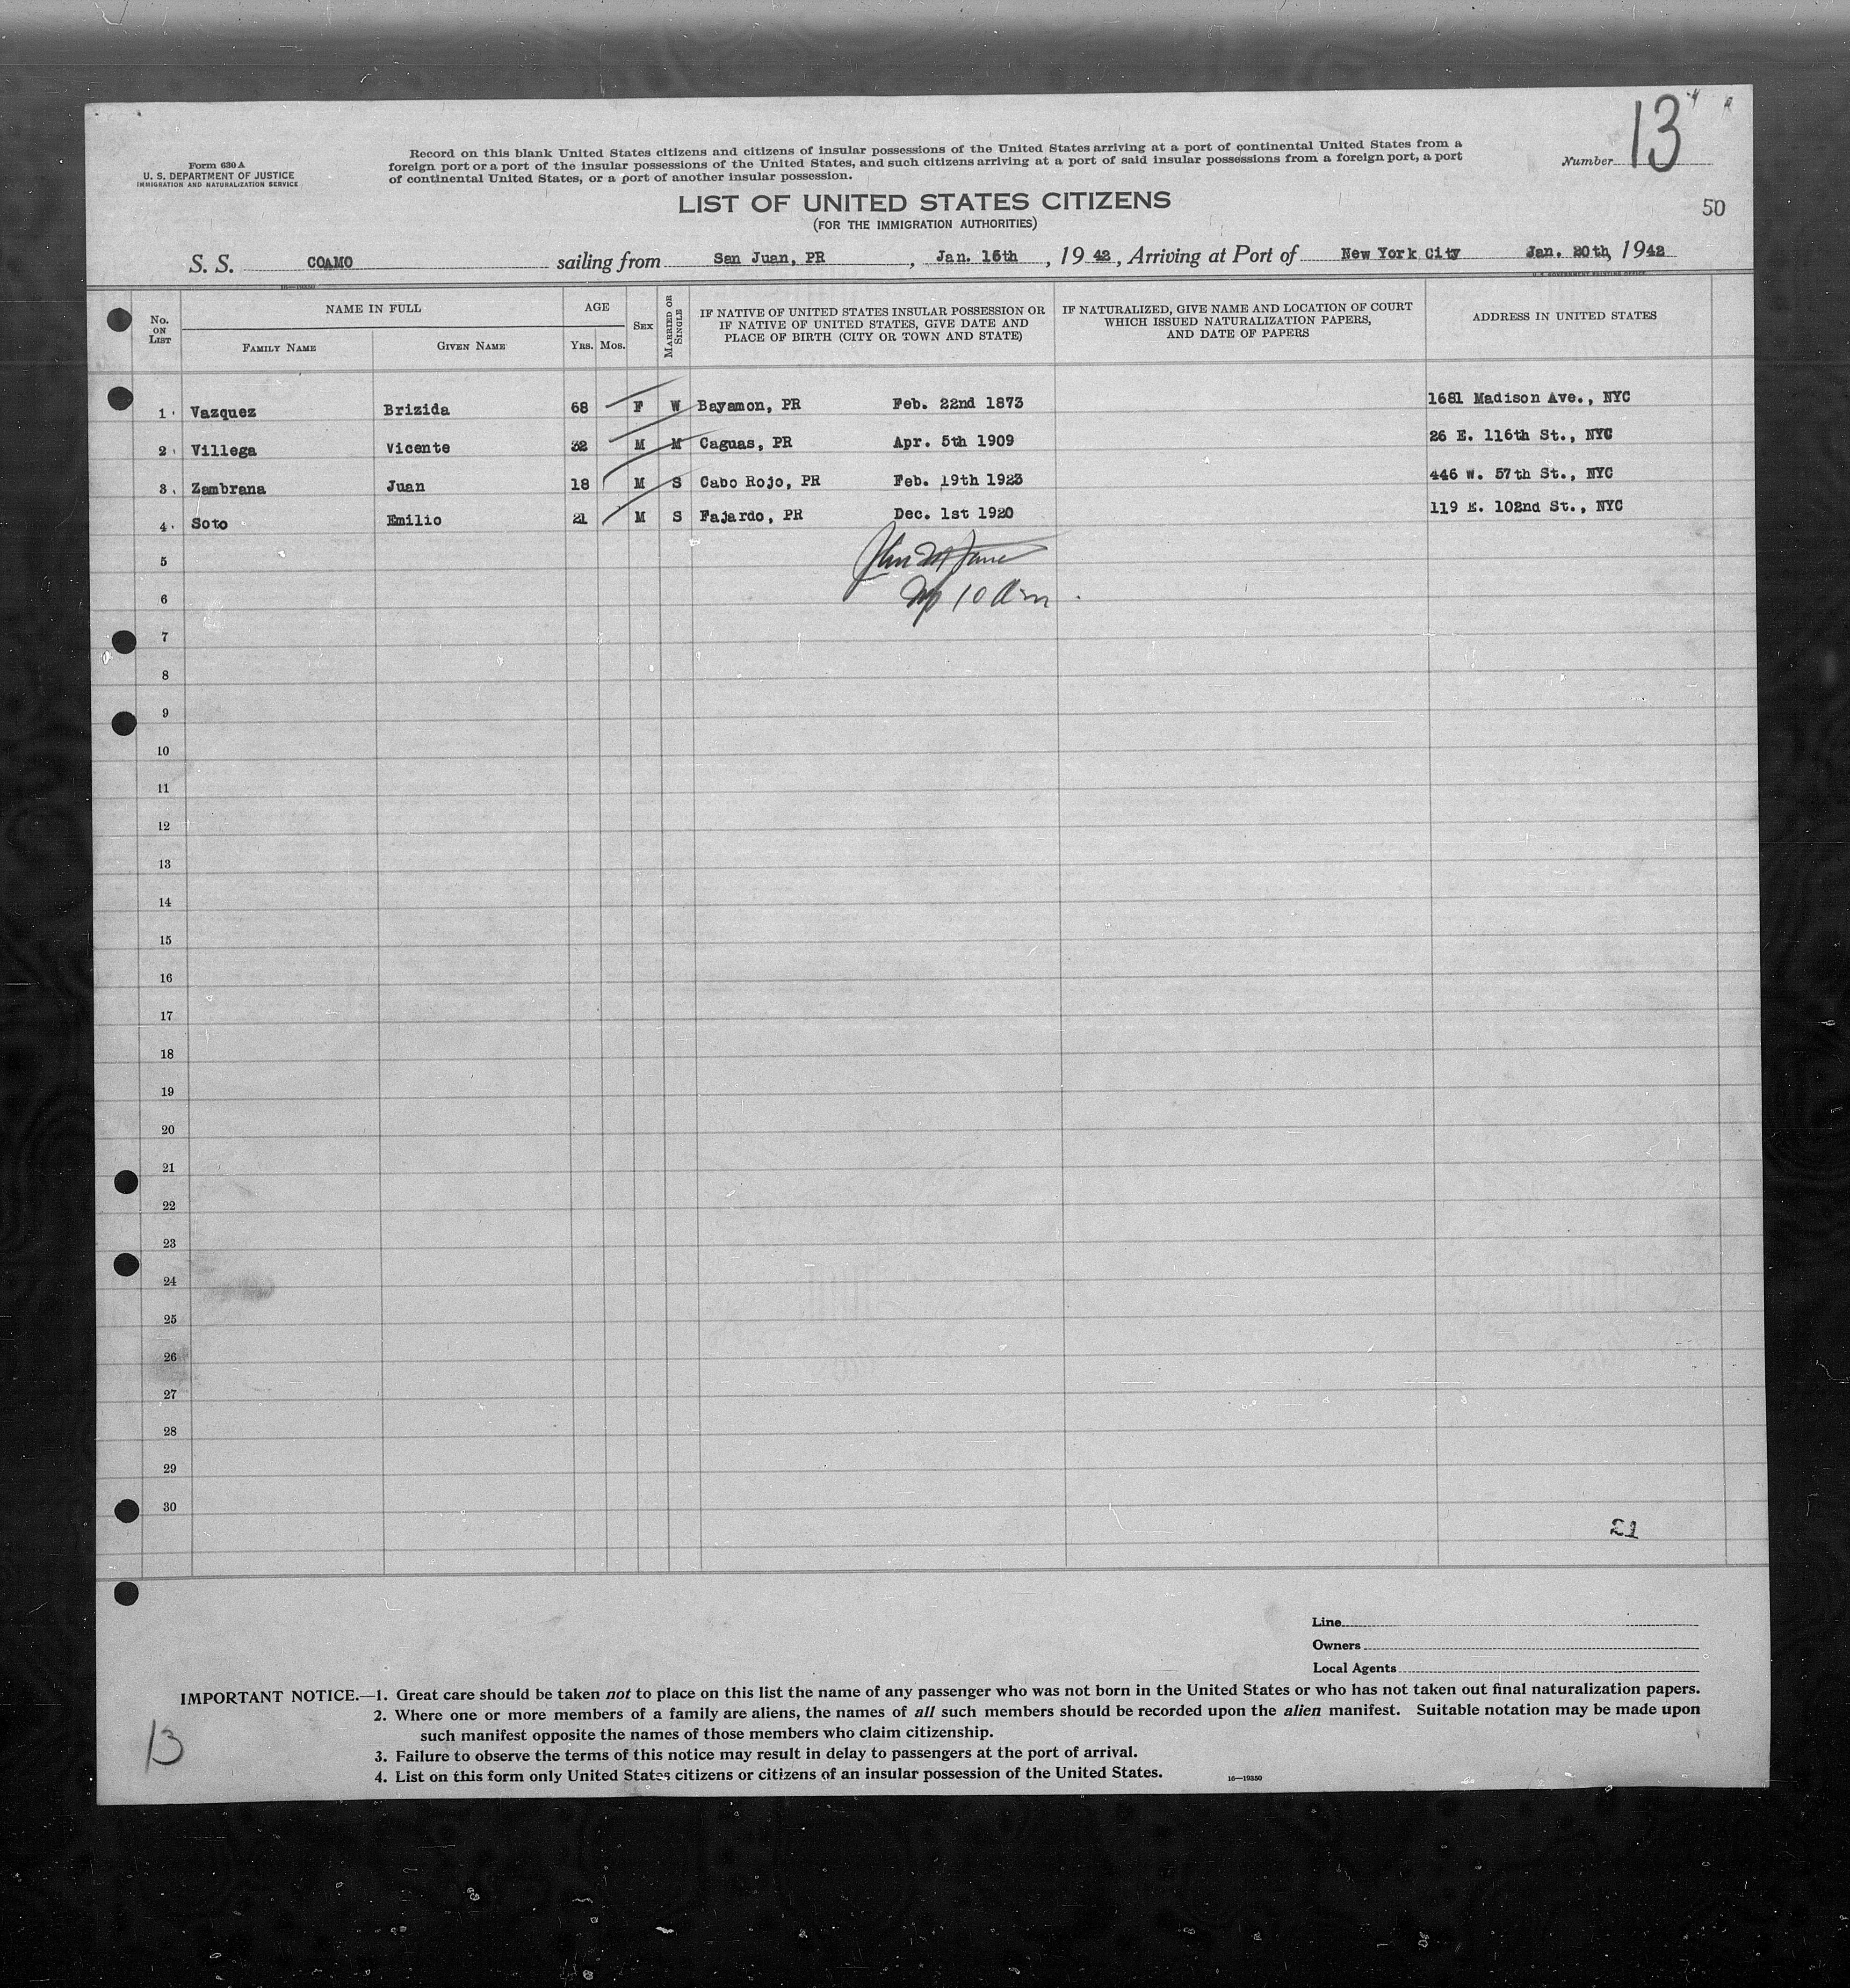 13
Form 630 A
U. S. DEPARTMENT OF JUSTICE
IMMIGRATION AND NATURALIZATION SERVICE
Record on this blank United States citizens and citizens of insular possessions of the United States arriving at a port of continental United States from a
foreign port or a port of the insular possessions of the United States, and such citizens arriving at a port of said insular possessions from a foreign port, a port
of continental United States, or a port of another insular possession.
Number
LIST OF UNITED STATES CITIZENS
(FOR THE IMMIGRATION AUTHORITIES)
50
S. S. COAMO sailing from San Juan, PR, Jan. 15th, 1942, Arriving at Port of New York City Jan. 20th, 1942
U.S. GOVERNMENT PRINTING OFFICE
No. ON LIST
NAME IN FULL
FAMILY NAME
GIVEN NAME
AGE
YRS.
MOS.
SEX
MARRIED OR SINGLE
IF NATIVE OF UNITED STATES INSULAR POSSESSION OR
IF NATIVE OF UNITED STATES, GIVE DATE AND
PLACE OF BIRTH (CITY OR TOWN AND STATE)
IF NATURALIZED, GIVE NAME AND LOCATION OF COURT
WHICH ISSUED NATURALIZATION PAPERS,
AND DATE OF PAPERS
ADDRESS IN UNITED STATES
1 Vazquez Brizida 68 F W Bayamon, PR Feb. 22nd 1873 1681 Madison Ave., NYC
2 Villega Vicente 32 M M Caguas, PR Apr. 5th 1909 26 E. 116th St., NYC
3 Zambrana Juan 18 M S Cabo Rojo, PR Feb. 19th 1923 446 W. 57th St., NYC
4 Soto Emilio 21 M S Fajardo, PR Dec. 1st 1920 119 E. 102nd St., NYC
5
6 10 am
7
8
9
10
11
12
13
14
15
16
17
18
19
20
21
22
23
24
25
26
27
28
29
30
21
Line
Owners
Local Agents
IMPORTANT NOTICE.—1. Great care should be taken not to place on this list the name of any passenger who was not born in the United States or who has not taken out final naturalization papers.
2. Where one or more members of a family are aliens, the names of all such members should be recorded upon the alien manifest. Suitable notation may be made upon
such manifest opposite the names of those members who claim citizenship.
3. Failure to observe the terms of this notice may result in delay to passengers at the port of arrival.
4. List on this form only United States citizens or citizens of an insular possession of the United States.
16—19350
13